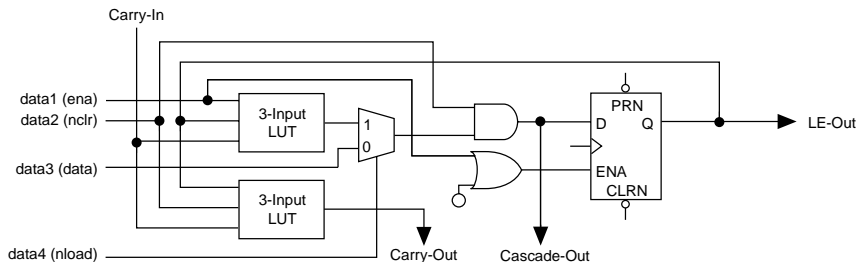 Carry-In
data1 (ena)
data2 (nclr)
3-Input
LUT
1
0
data3 (data)
3-Input
LUT
data4 (nload)
Carry-Out
Cascade-Out
PRN
D Q
ENA
CLRN
LE-Out